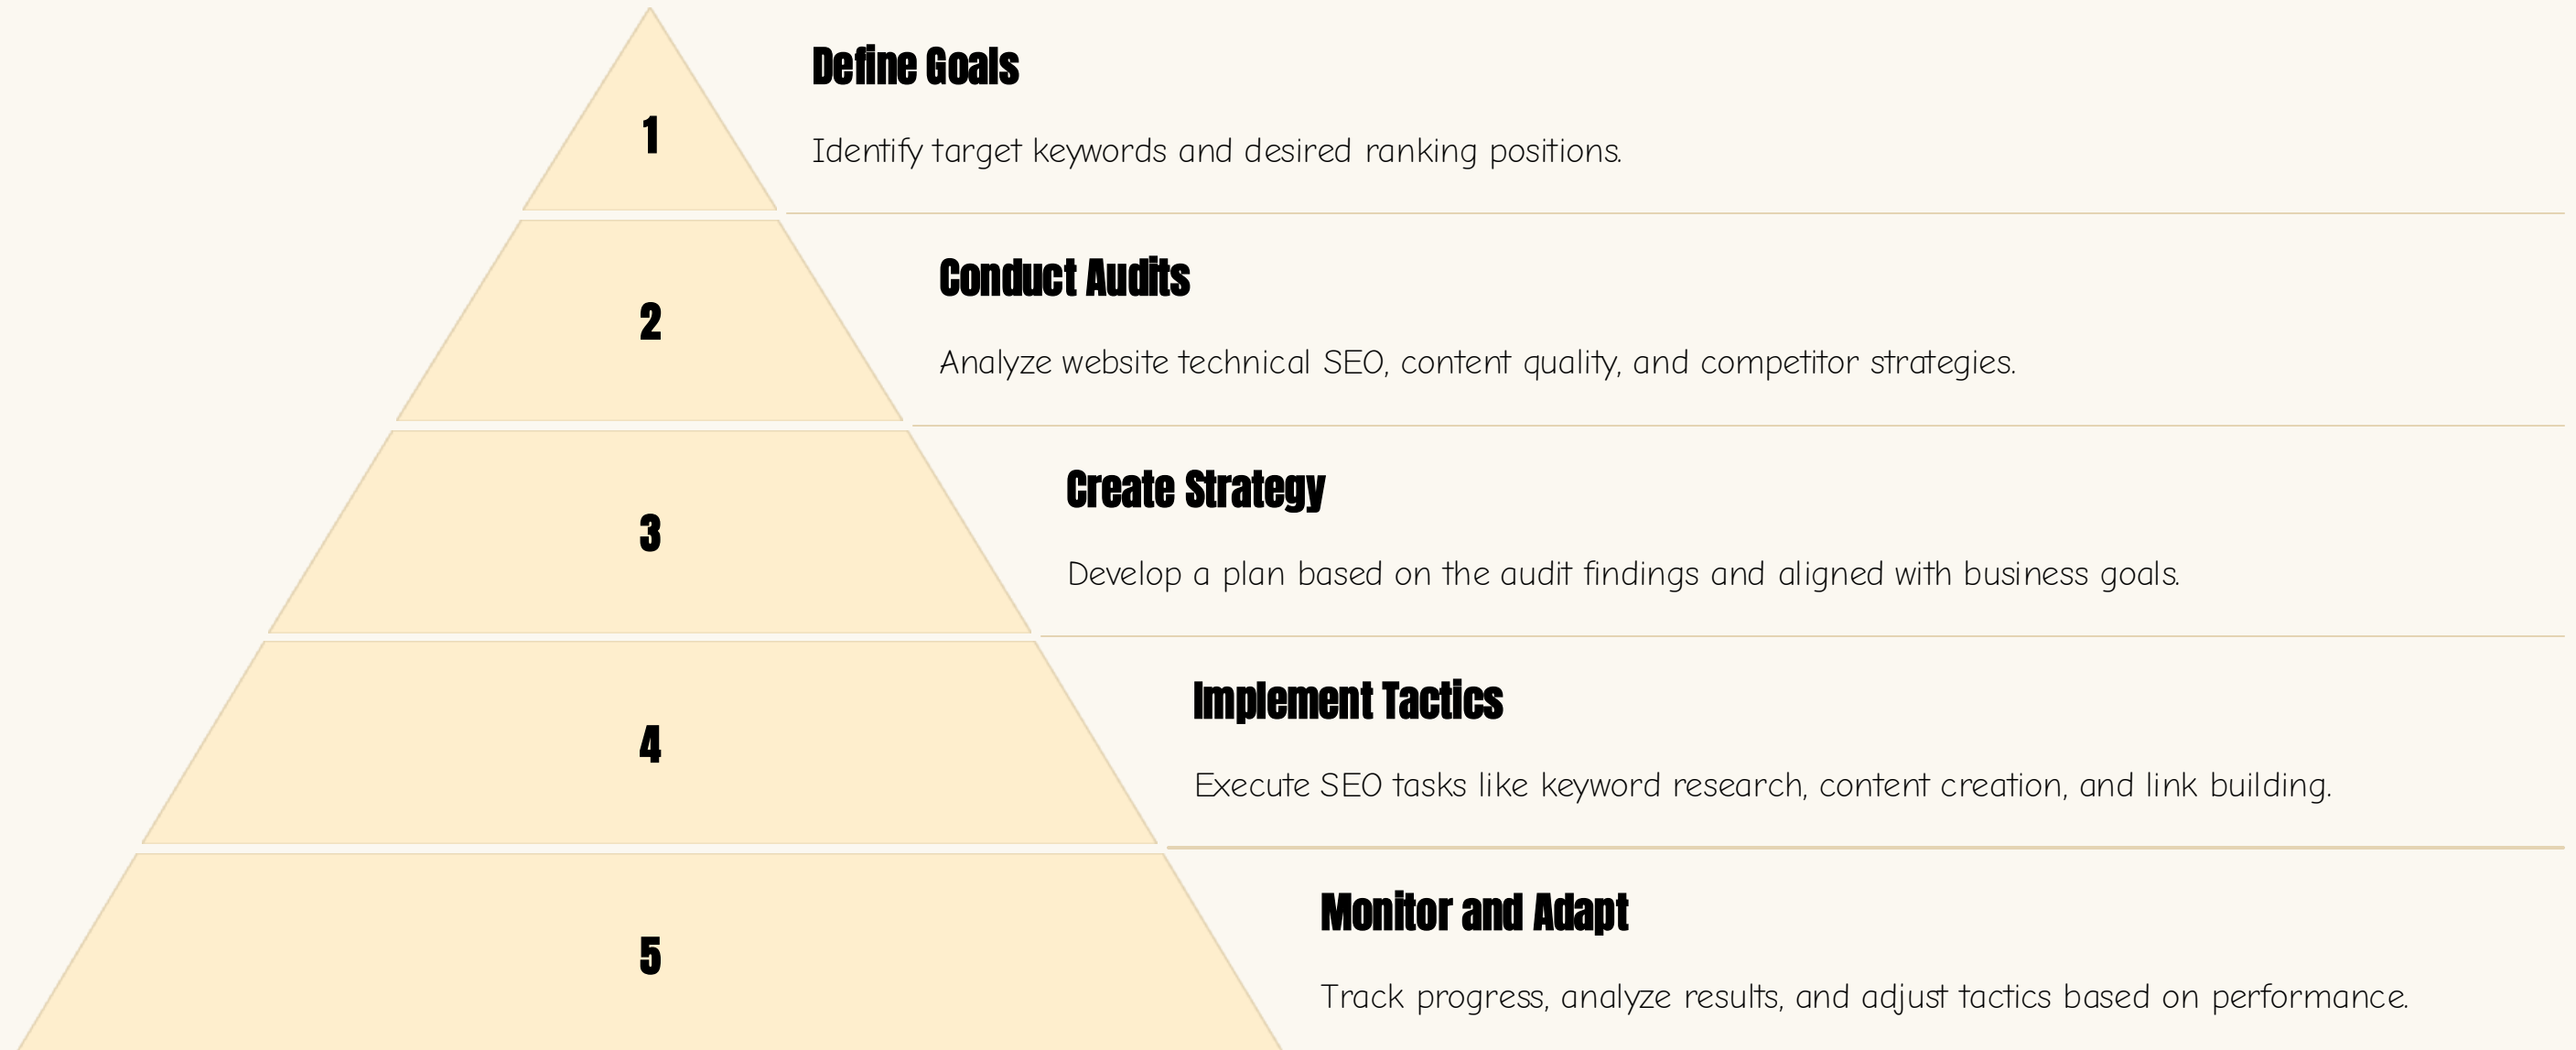 Define Goals
1
Identify target keywords and desired ranking positions.
Conduct Audits
2
Analyze website technical SEO, content quality, and competitor strategies.
Create Strategy
3
Develop a plan based on the audit findings and aligned with business goals.
Implement Tactics
4
Execute SEO tasks like keyword research, content creation, and link building.
Monitor and Adapt
5
Track progress, analyze results, and adjust tactics based on performance.